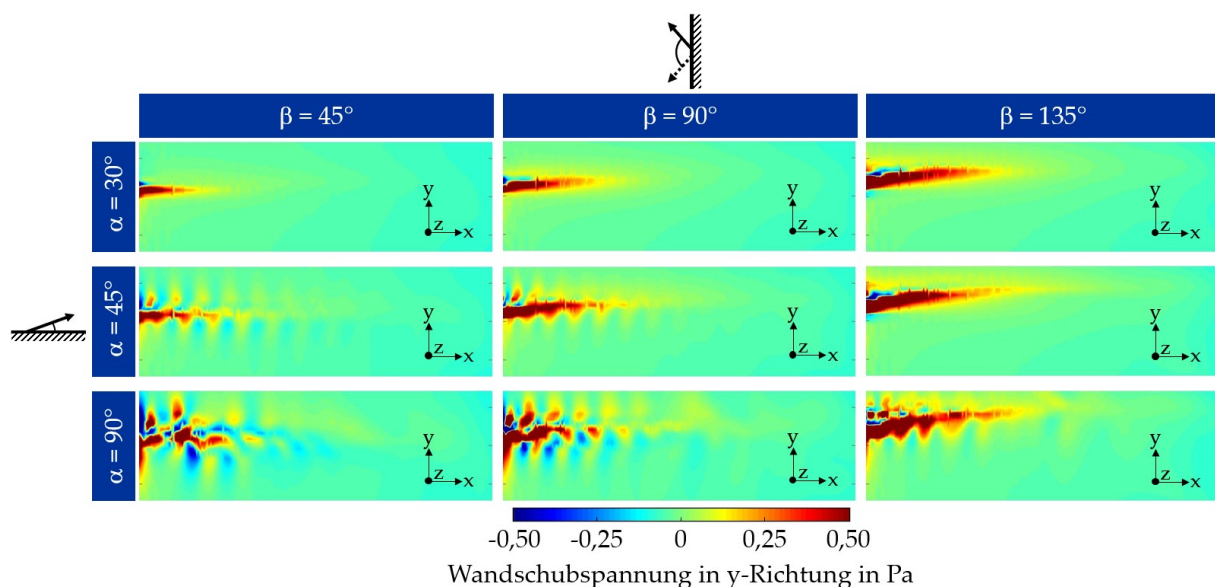 β = 45° β = 90° β = 135°
α = 30°
y z x y z x y z x
α = 45°
y z x y z x y z x
α = 90°
y z x y z x y z x
-0,50 -0,25 0 0,25 0,50
Wandschubspannung in y-Richtung in Pa